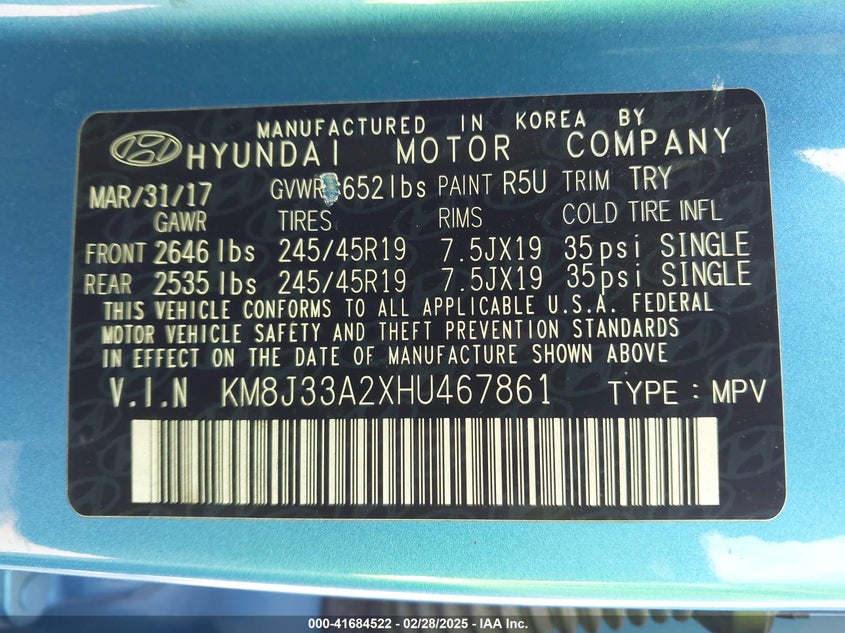 MANUFACTURED IN KOREA BY
HYUNDAI MOTOR COMPANY
MAR/31/17 GVWR 652lbs PAINT R5U TRIM TRY
GAWR TIRES RIMS COLD TIRE INFL
FRONT 2646 lbs 245/45R19 7.5JX19 35psi SINGLE
REAR 2535 lbs 245/45R19 7.5JX19 35psi SINGLE
THIS VEHICLE CONFORMS TO ALL APPLICABLE U.S.A. FEDERAL
MOTOR VEHICLE SAFETY AND THEFT PREVENTION STANDARDS
IN EFFECT ON THE DATE OF MANUFACTURE SHOWN ABOVE
V.I.N KM8J33A2XHU467861 TYPE : MPV
000-41684522 - 02/28/2025 - IAA Inc.